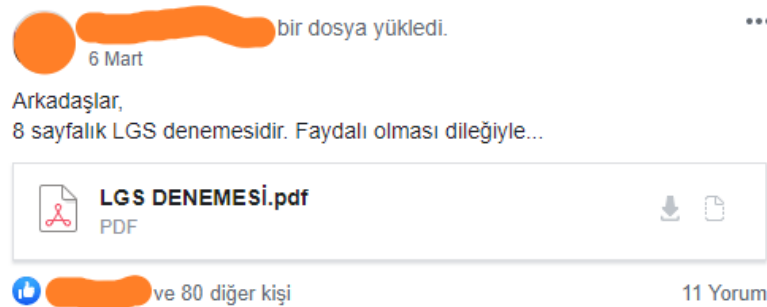 bir dosya yükledi.
6 Mart
Arkadaşlar,
8 sayfalık LGS denemesidir. Faydalı olması dileğiyle...
LGS DENEMESİ.pdf
PDF
ve 80 diğer kişi
11 Yorum